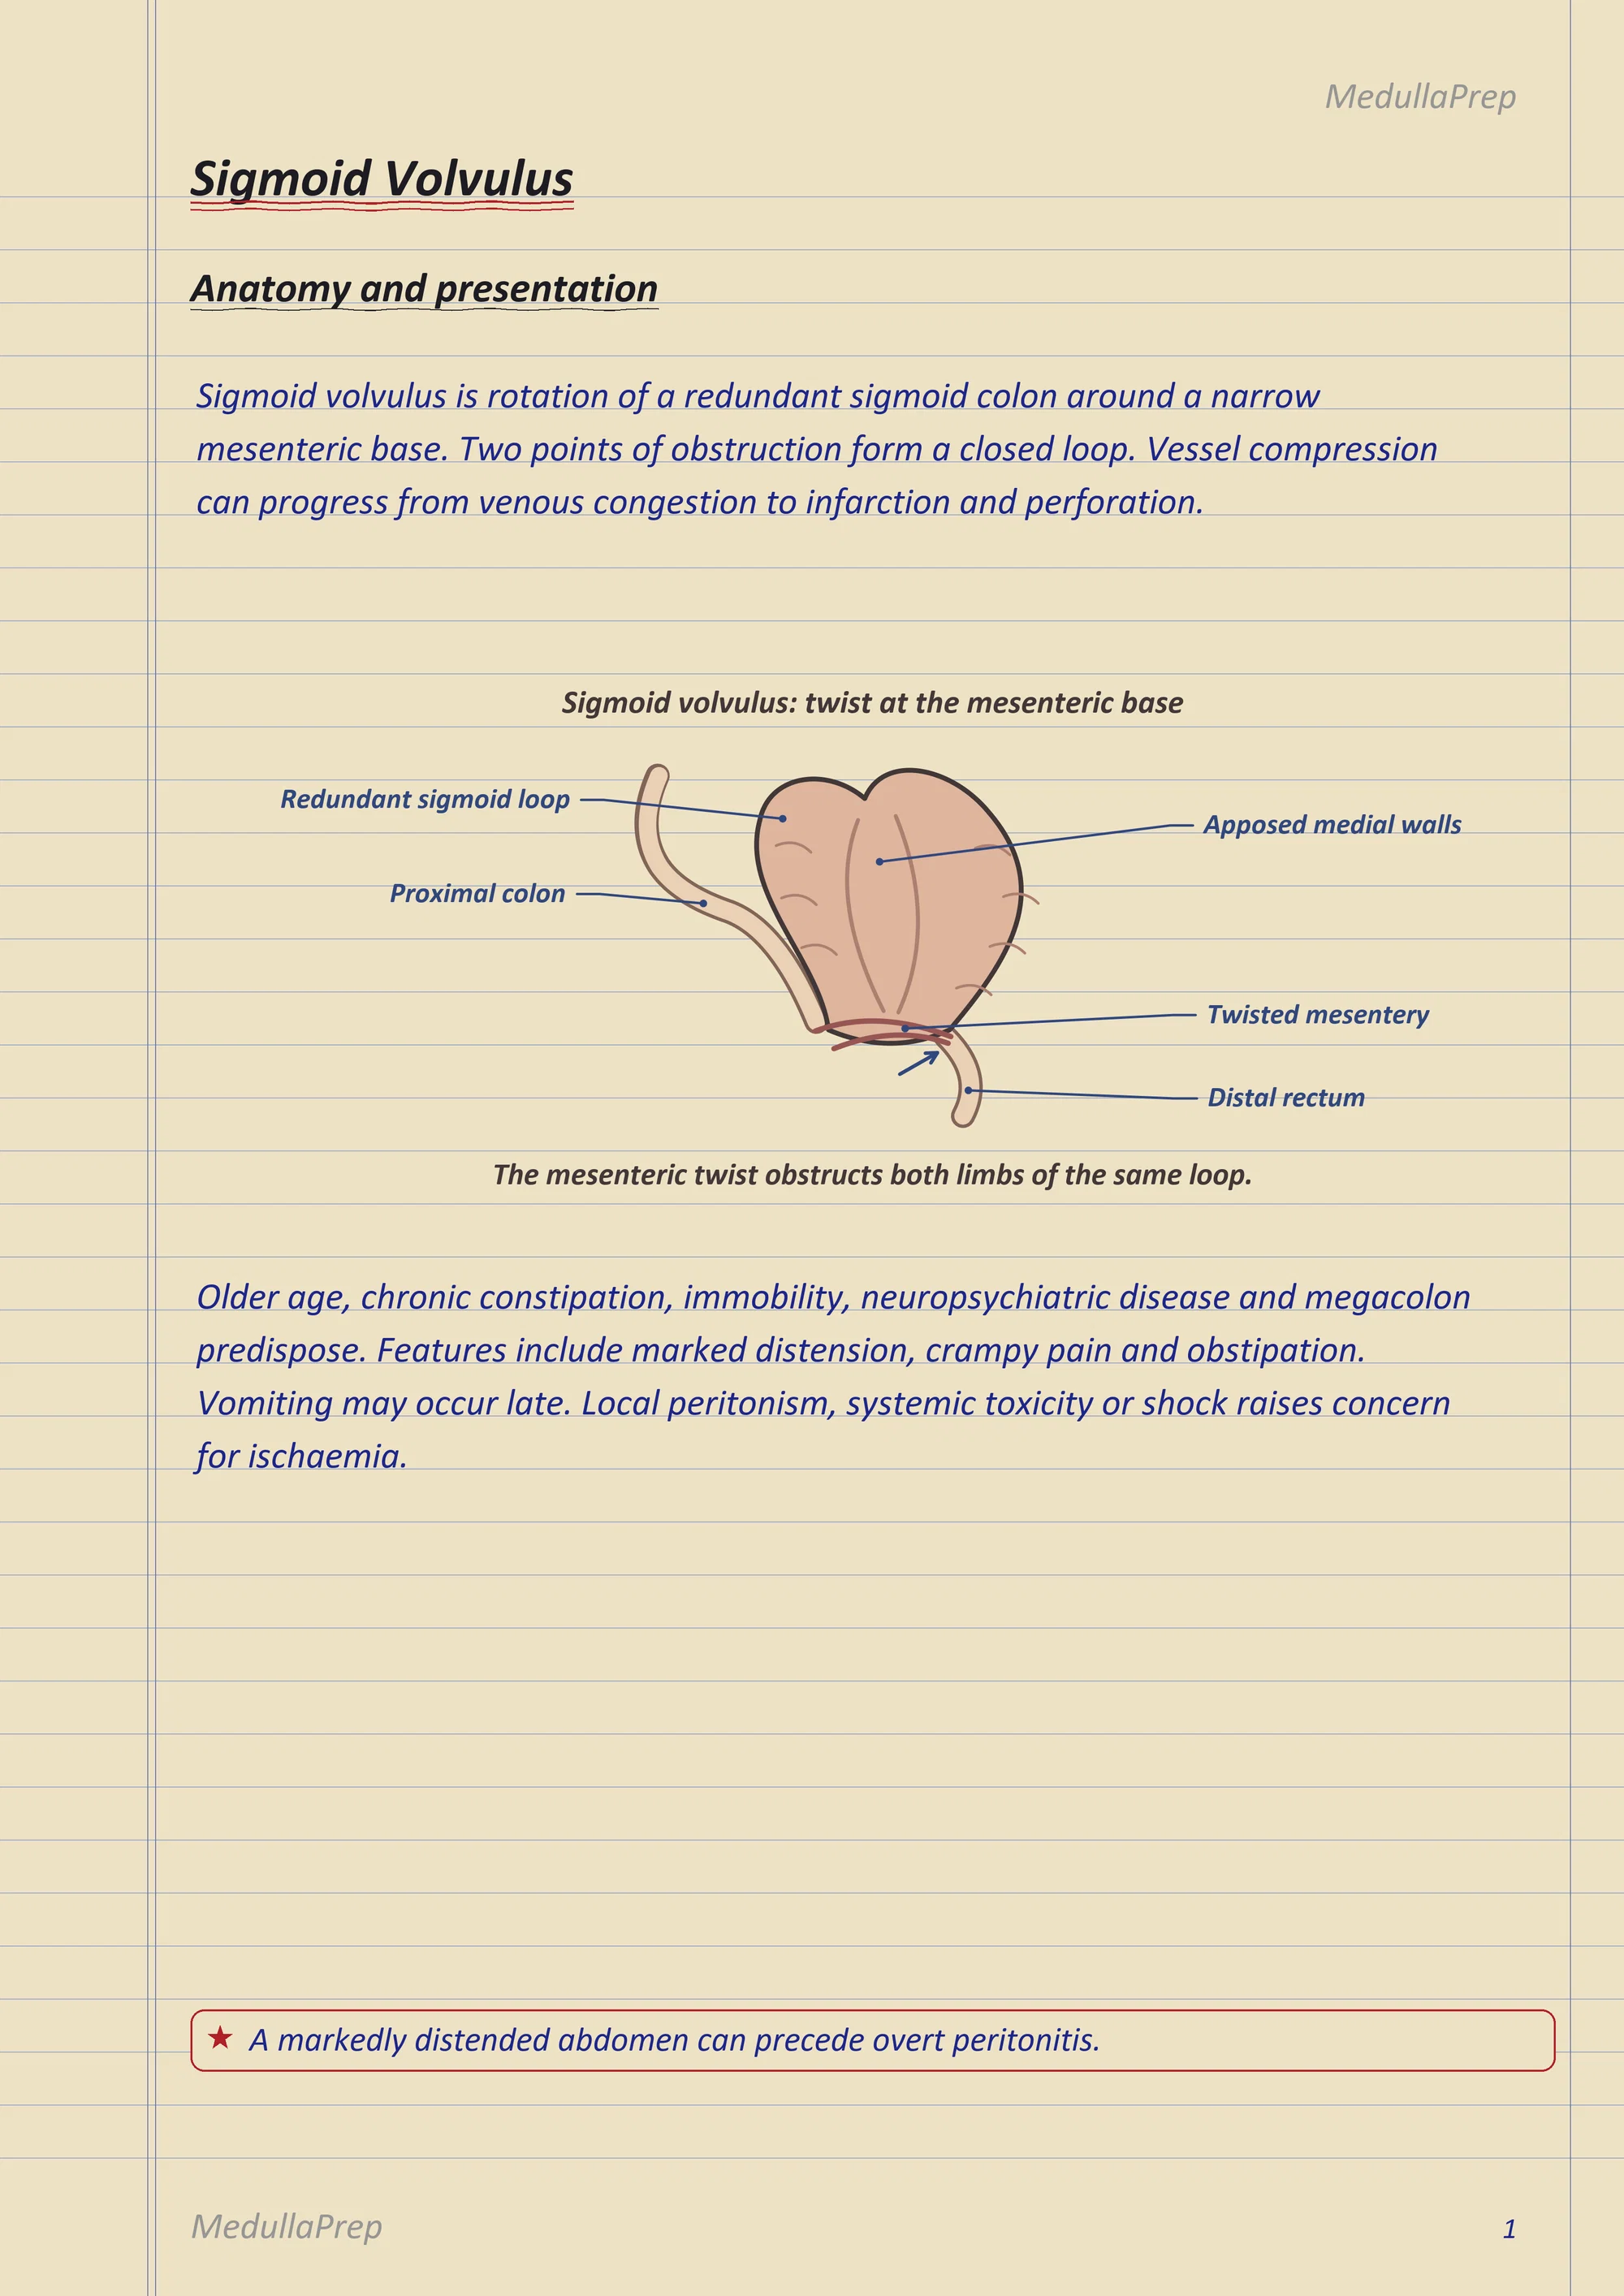 MedullaPrep
Sigmoid Volvulus
Anatomy and presentation
Sigmoid volvulus is rotation of a redundant sigmoid colon around a narrow
mesenteric base. Two points of obstruction form a closed loop. Vessel compression
can progress from venous congestion to infarction and perforation.
Sigmoid volvulus: twist at the mesenteric base
Redundant sigmoid loop
Apposed medial walls
Proximal colon
Twisted mesentery
Distal rectum
The mesenteric twist obstructs both limbs of the same loop.
Older age, chronic constipation, immobility, neuropsychiatric disease and megacolon
predispose. Features include marked distension, crampy pain and obstipation.
Vomiting may occur late. Local peritonism, systemic toxicity or shock raises concern
for ischaemia.
★ A markedly distended abdomen can precede overt peritonitis.
MedullaPrep
1